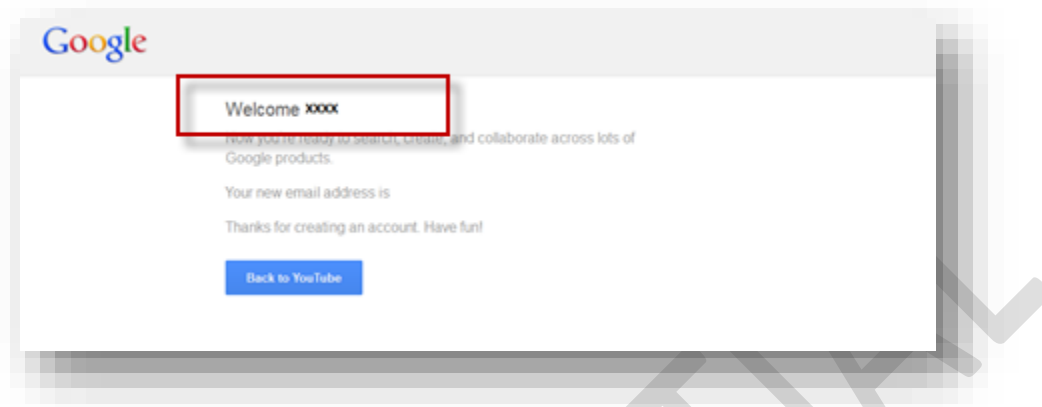 Google
Welcome xxxx
Now you're ready to search, create, and collaborate across lots of
Google products.
Your new email address is
Thanks for creating an account. Have fun!
Back to YouTube
TIAL